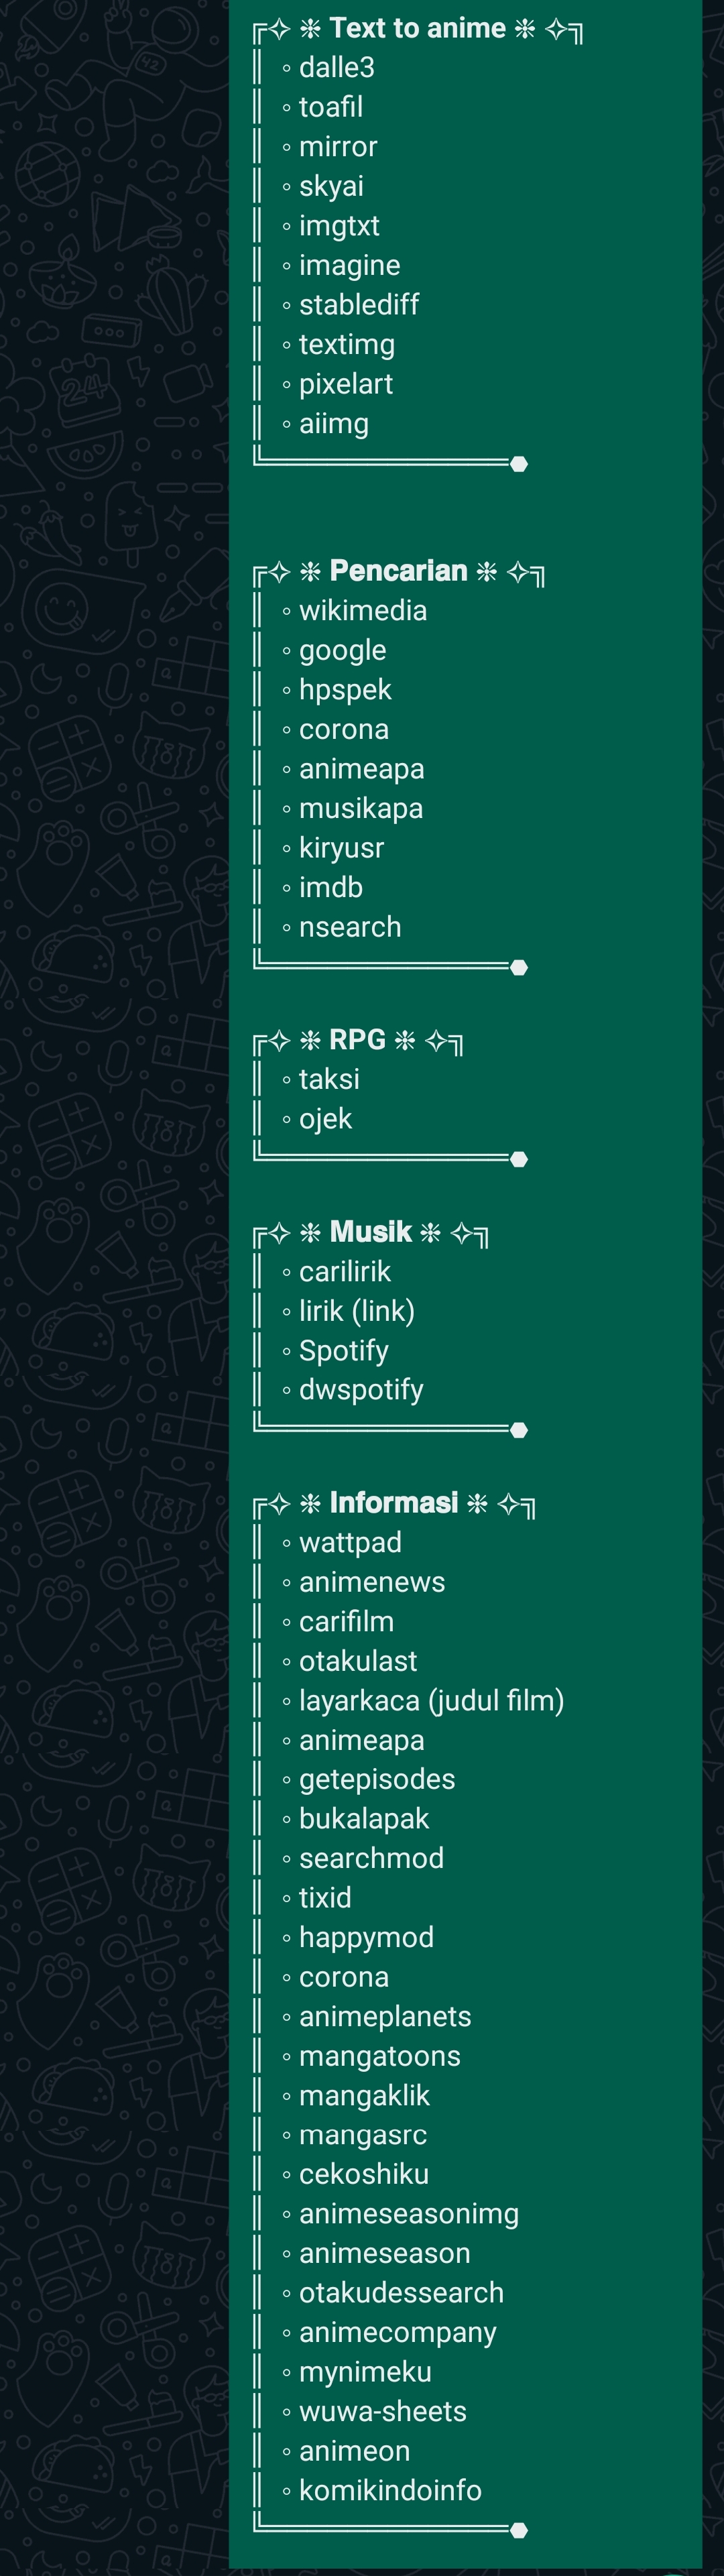 ╔✧ ❉ Text to anime ❉ ✧╗
║ ◦ dalle3
║ ◦ toafil
║ ◦ mirror
║ ◦ skyai
║ ◦ imgtxt
║ ◦ imagine
║ ◦ stablediff
║ ◦ textimg
║ ◦ pixelart
║ ◦ aiimg
╚══════════════⬣
╔✧ ❉ Pencarian ❉ ✧╗
║ ◦ wikimedia
║ ◦ google
║ ◦ hpspek
║ ◦ corona
║ ◦ animeapa
║ ◦ musikapa
║ ◦ kiryusr
║ ◦ imdb
║ ◦ nsearch
╚══════════════⬣
╔✧ ❉ RPG ❉ ✧╗
║ ◦ taksi
║ ◦ ojek
╚══════════════⬣
╔✧ ❉ Musik ❉ ✧╗
║ ◦ carilirik
║ ◦ lirik (link)
║ ◦ Spotify
║ ◦ dwspotify
╚══════════════⬣
╔✧ ❉ Informasi ❉ ✧╗
║ ◦ wattpad
║ ◦ animenews
║ ◦ carifilm
║ ◦ otakulast
║ ◦ layarkaca (judul film)
║ ◦ animeapa
║ ◦ getepisodes
║ ◦ bukalapak
║ ◦ searchmod
║ ◦ tixid
║ ◦ happymod
║ ◦ corona
║ ◦ animeplanets
║ ◦ mangatoons
║ ◦ mangaklik
║ ◦ mangasrc
║ ◦ cekoshiku
║ ◦ animeseasonimg
║ ◦ animeseason
║ ◦ otakudessearch
║ ◦ animecompany
║ ◦ mynimeku
║ ◦ wuwa-sheets
║ ◦ animeon
║ ◦ komikindoinfo
╚══════════════⬣